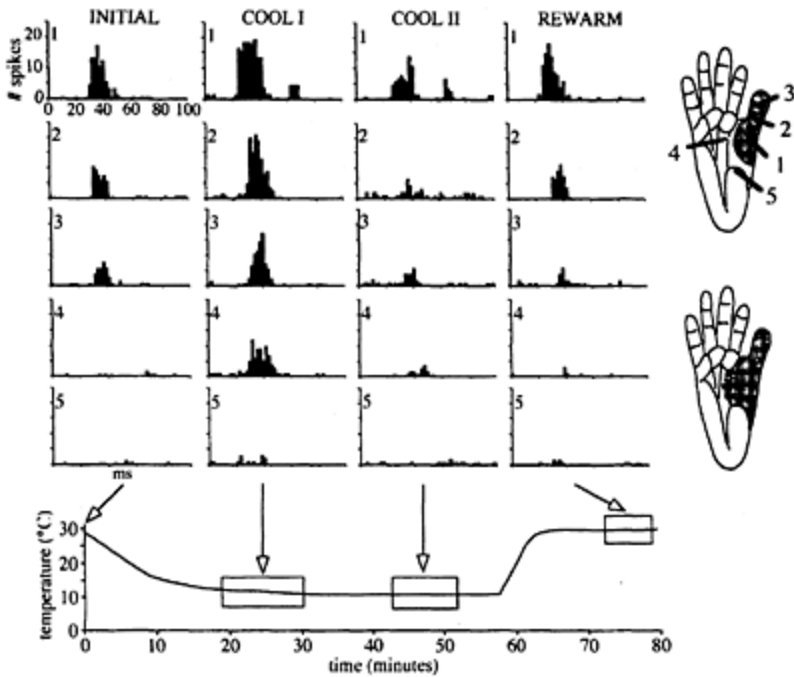 INITIAL COOL I COOL II REWARM
# spikes
20
10
0
1 1 1 1
0 20 40 60 80 100
2 2 2 2
3 3 3 3
4 4 4 4
5 5 5 5
ms
3
2
4
1
5
temperature (°C)
30
20
10
0
0 10 20 30 40 50 60 70 80
time (minutes)